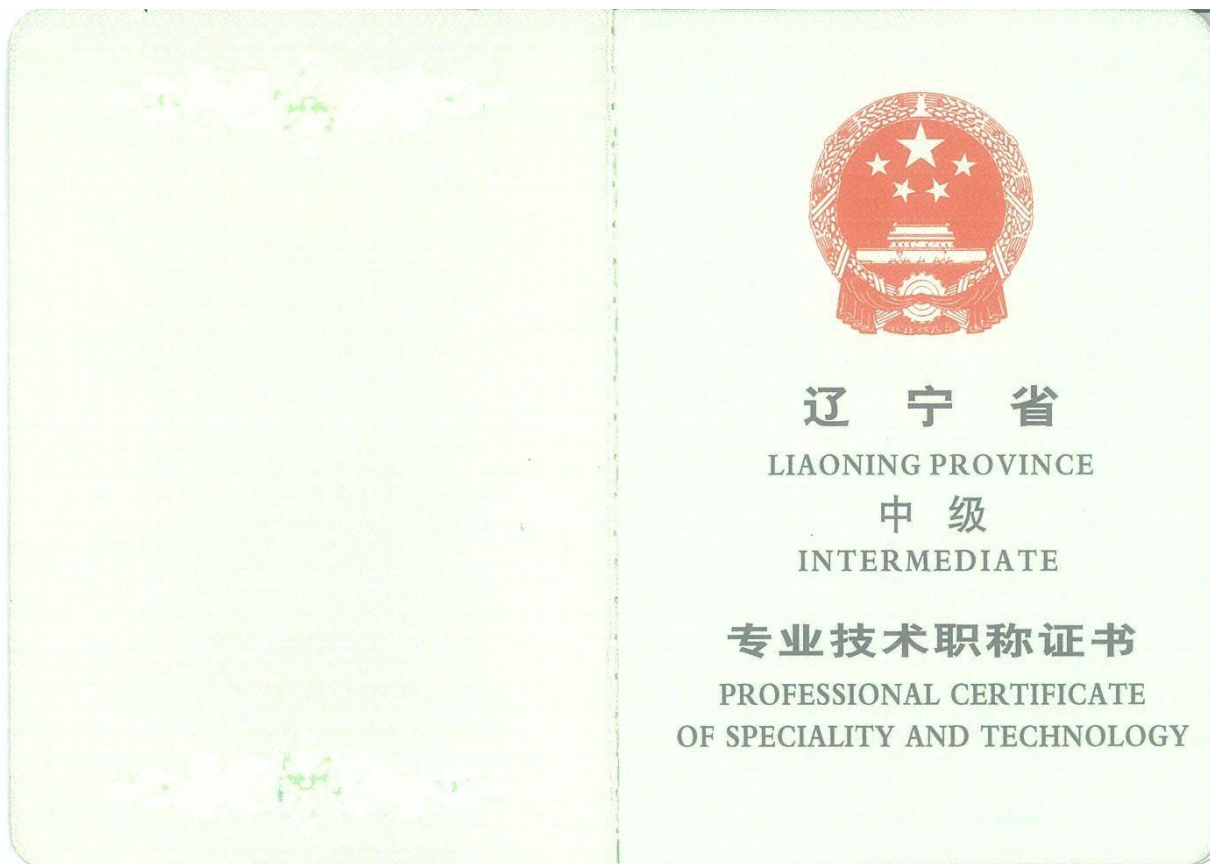 辽宁省
LIAONING PROVINCE
中级
INTERMEDIATE
专业技术职称证书
PROFESSIONAL CERTIFICATE
OF SPECIALITY AND TECHNOLOGY